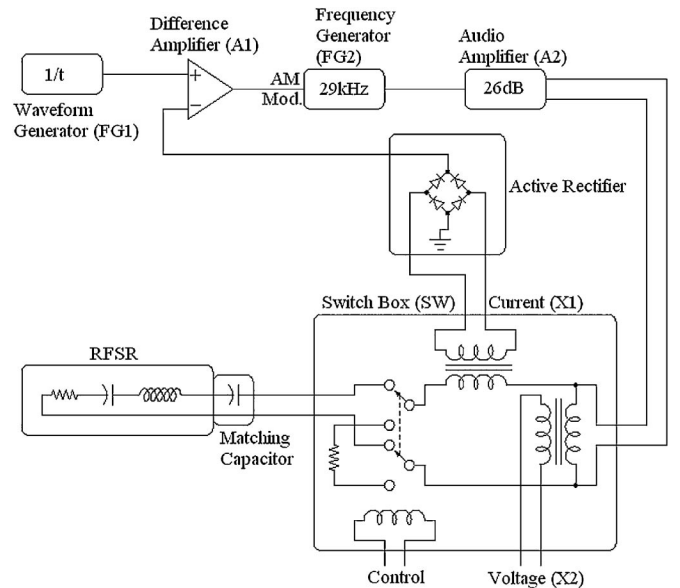 Difference
Amplifier (A1)
Frequency
Generator
(FG2)
Audio
Amplifier (A2)
1/t
+
−
AM
Mod.
29kHz
26dB
Waveform
Generator (FG1)
Active Rectifier
Switch Box (SW)
Current (X1)
RFSR
Matching
Capacitor
Control
Voltage (X2)